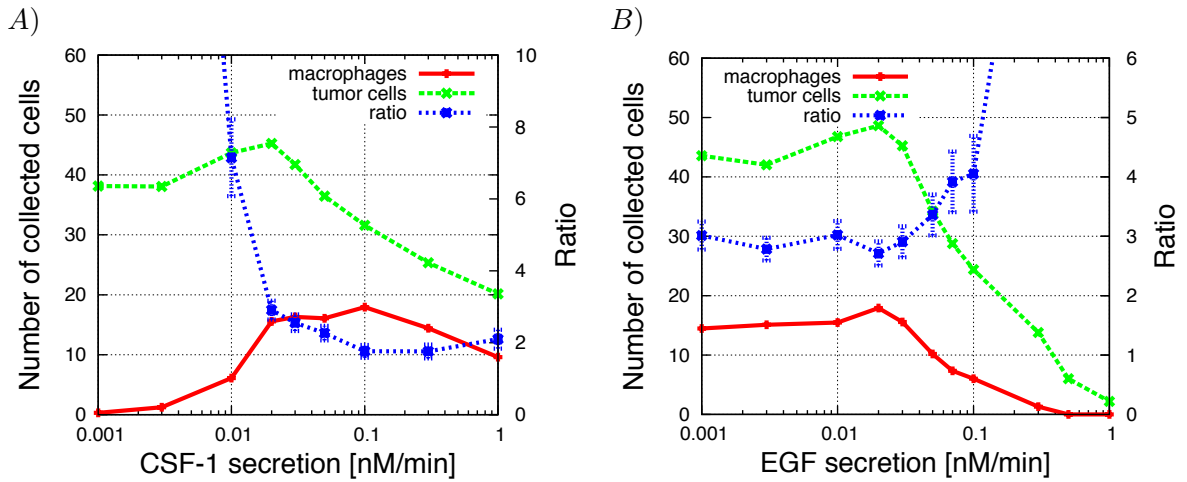 A)
B)
60
50
40
30
20
10
0
10
8
6
4
2
0
macrophages
tumor cells
ratio
Number of collected cells
Ratio
0.001
0.01
0.1
1
CSF-1 secretion [nM/min]
60
50
40
30
20
10
0
6
5
4
3
2
1
0
macrophages
tumor cells
ratio
Number of collected cells
Ratio
0.001
0.01
0.1
1
EGF secretion [nM/min]